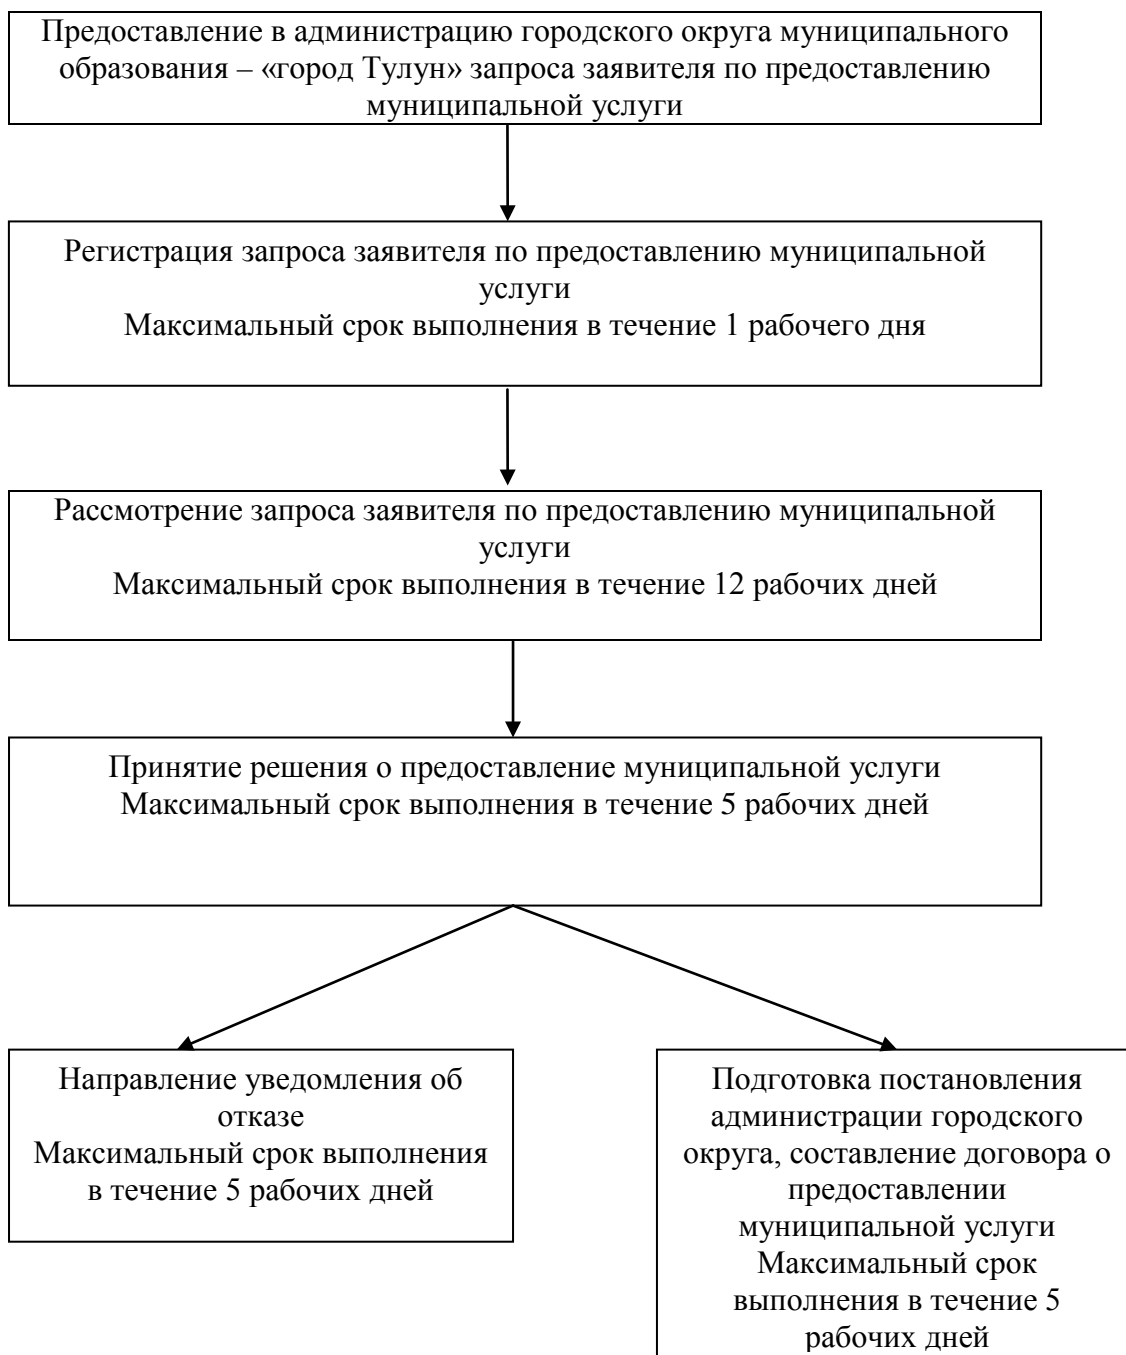 Предоставление в администрацию городского округа муниципального
образования – «город Тулун» запроса заявителя по предоставлению
муниципальной услуги
Регистрация запроса заявителя по предоставлению муниципальной
услуги
Максимальный срок выполнения в течение 1 рабочего дня
Рассмотрение запроса заявителя по предоставлению муниципальной
услуги
Максимальный срок выполнения в течение 12 рабочих дней
Принятие решения о предоставление муниципальной услуги
Максимальный срок выполнения в течение 5 рабочих дней
Направление уведомления об
отказе
Максимальный срок выполнения
в течение 5 рабочих дней
Подготовка постановления
администрации городского
округа, составление договора о
предоставлении
муниципальной услуги
Максимальный срок
выполнения в течение 5
рабочих дней